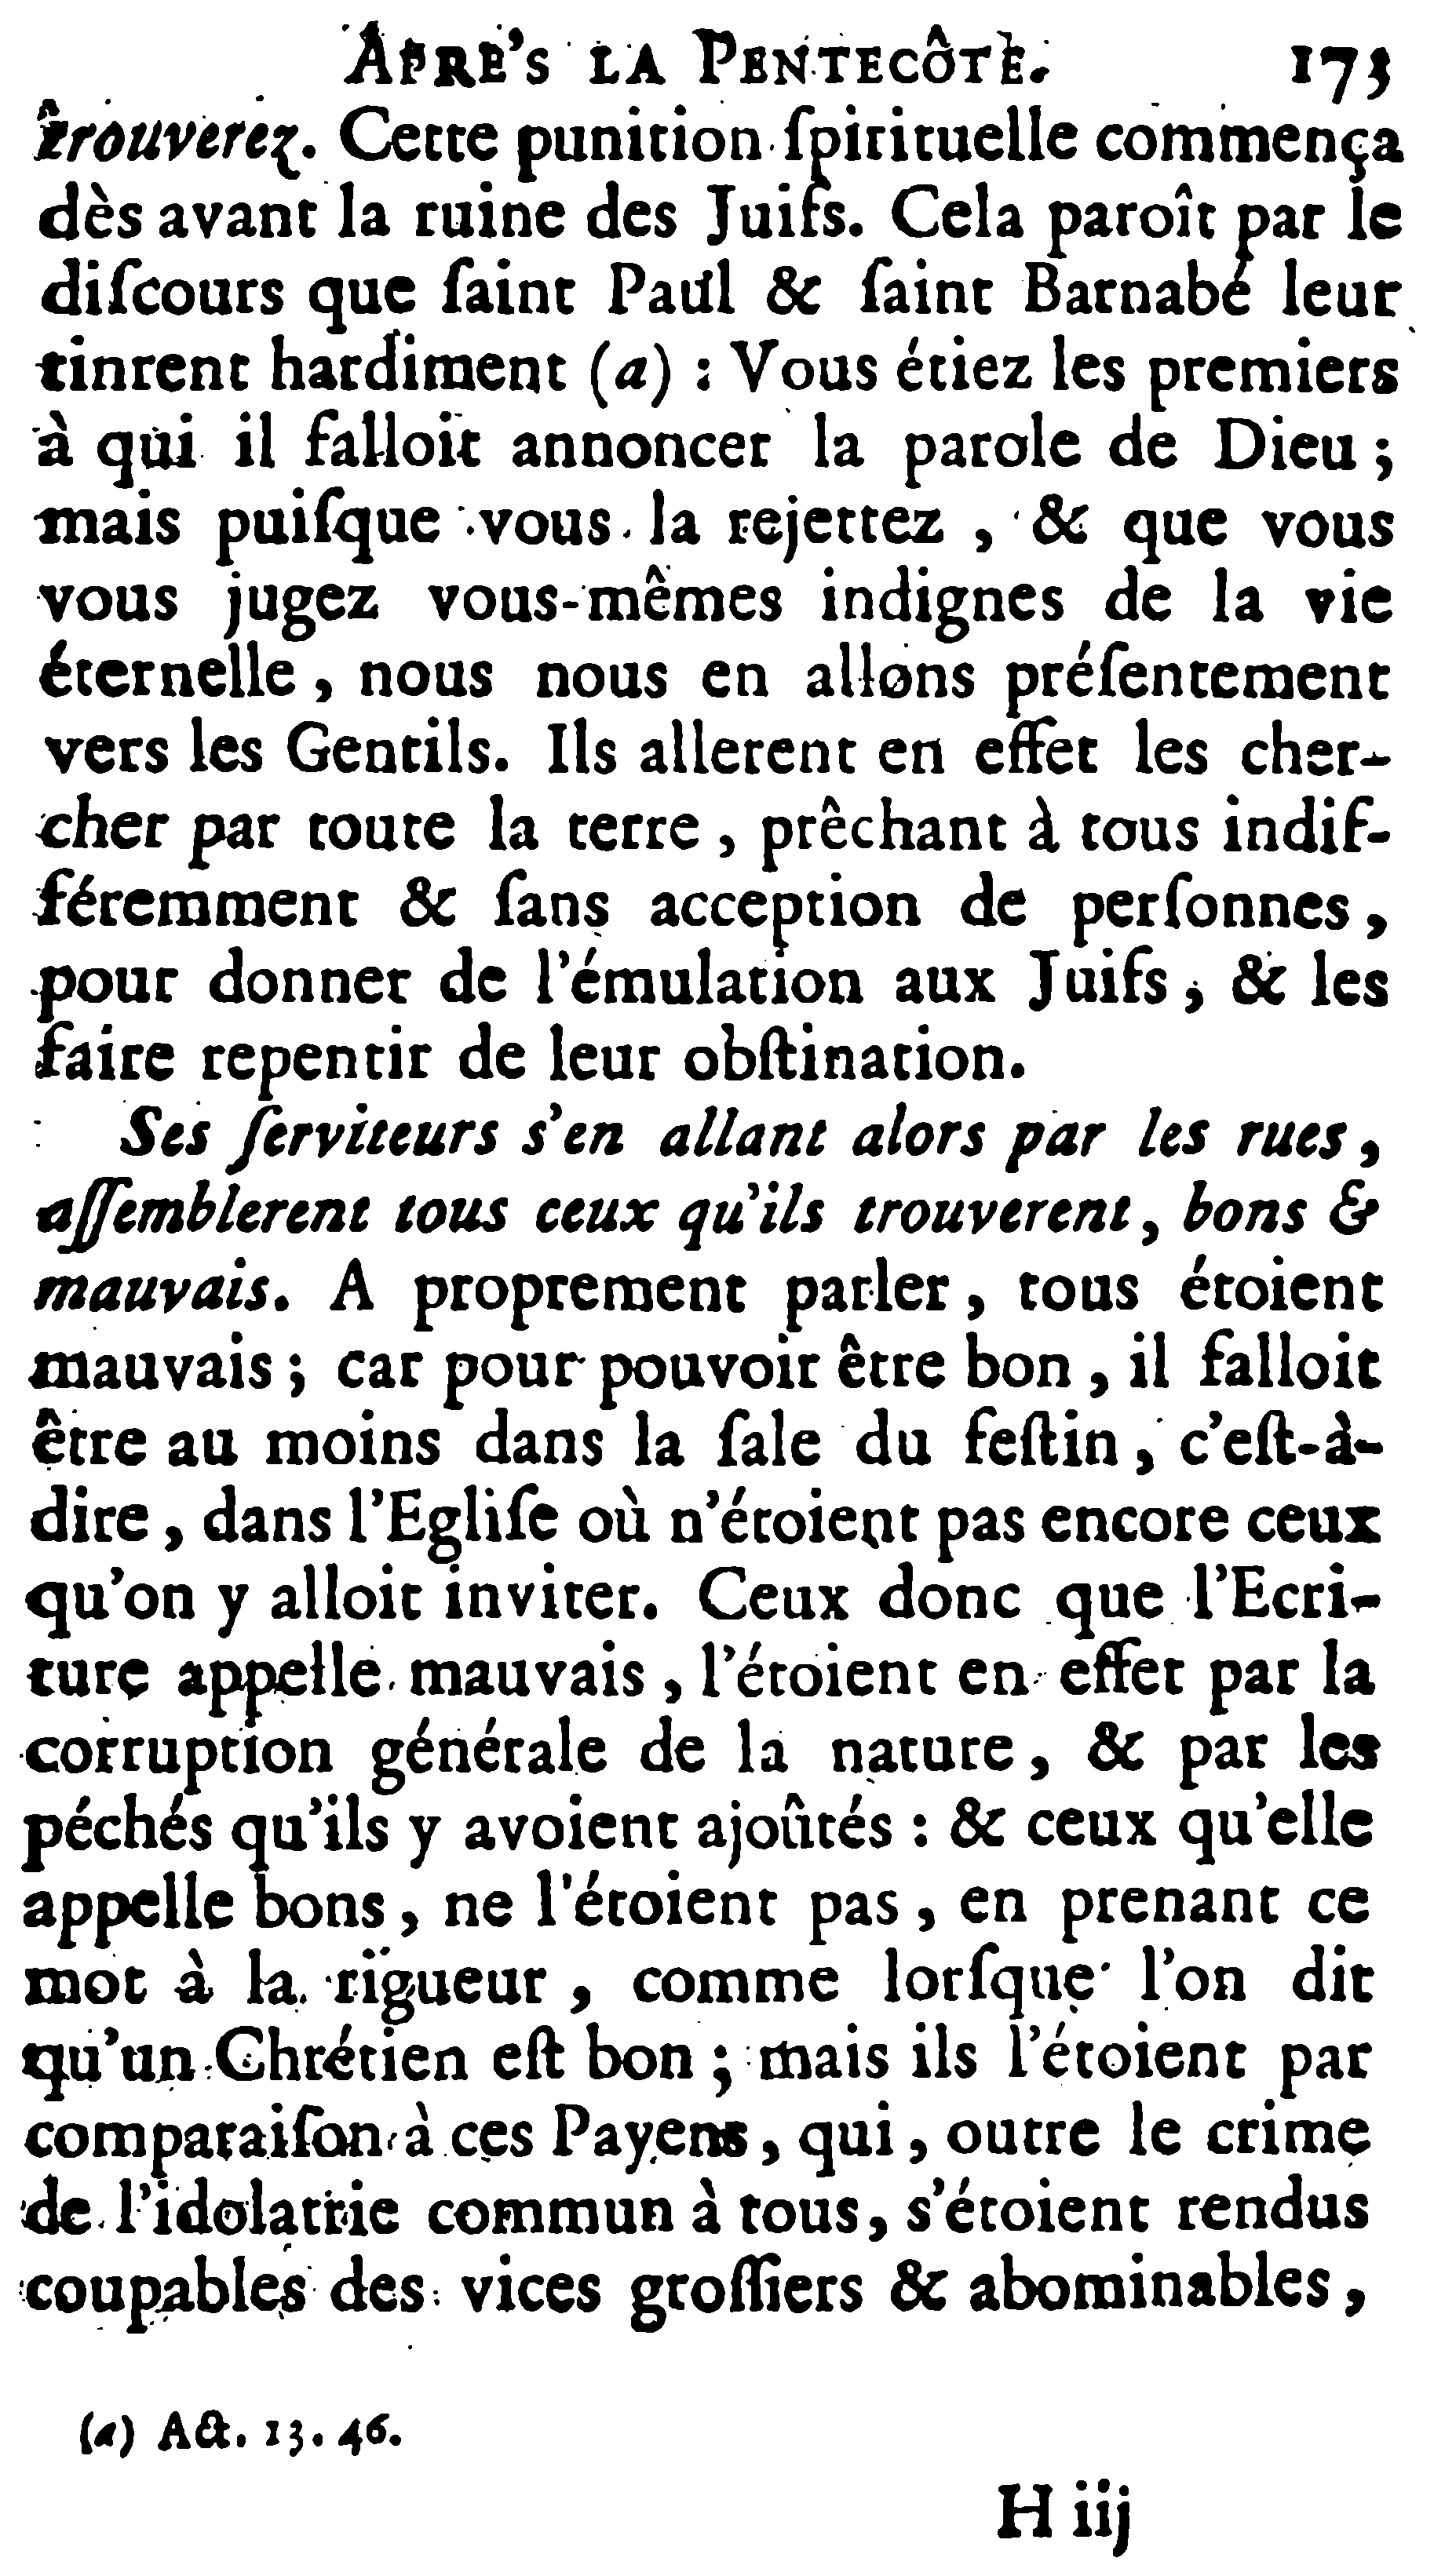 APRE'S LA PENTECÔTE. 173
trouverez. Cette punition ſpirituelle commença
dès avant la ruine des Juifs. Cela paroît par le
diſcours que ſaint Paul & ſaint Barnabé leur
tinrent hardiment (a) : Vous étiez les premiers
à qui il falloit annoncer la parole de Dieu ;
mais puiſque vous la rejettez , & que vous
vous jugez vous-mêmes indignes de la vie
éternelle , nous nous en allons préſentement
vers les Gentils. Ils allerent en effet les cher-
cher par toute la terre , prêchant à tous indif-
féremment & ſans acception de perſonnes ,
pour donner de l'émulation aux Juifs , & les
faire repentir de leur obſtination.
Ses ſerviteurs s'en allant alors par les rues ,
aſſemblerent tous ceux qu'ils trouverent , bons &
mauvais. A proprement parler , tous étoient
mauvais ; car pour pouvoir être bon , il falloit
être au moins dans la ſale du feſtin , c'eſt-à-
dire , dans l'Egliſe où n'étoient pas encore ceux
qu'on y alloit inviter. Ceux donc que l'Ecri-
ture appelle mauvais , l'étoient en effet par la
corruption générale de la nature , & par les
péchés qu'ils y avoient ajoûtés : & ceux qu'elle
appelle bons , ne l'étoient pas , en prenant ce
mot à la rigueur , comme lorſque l'on dit
qu'un Chrétien eſt bon ; mais ils l'étoient par
comparaiſon à ces Payens , qui , outre le crime
de l'idolatrie commun à tous , s'étoient rendus
coupables des vices groſſiers & abominables ,
(a) Act. 13. 46.
H iij